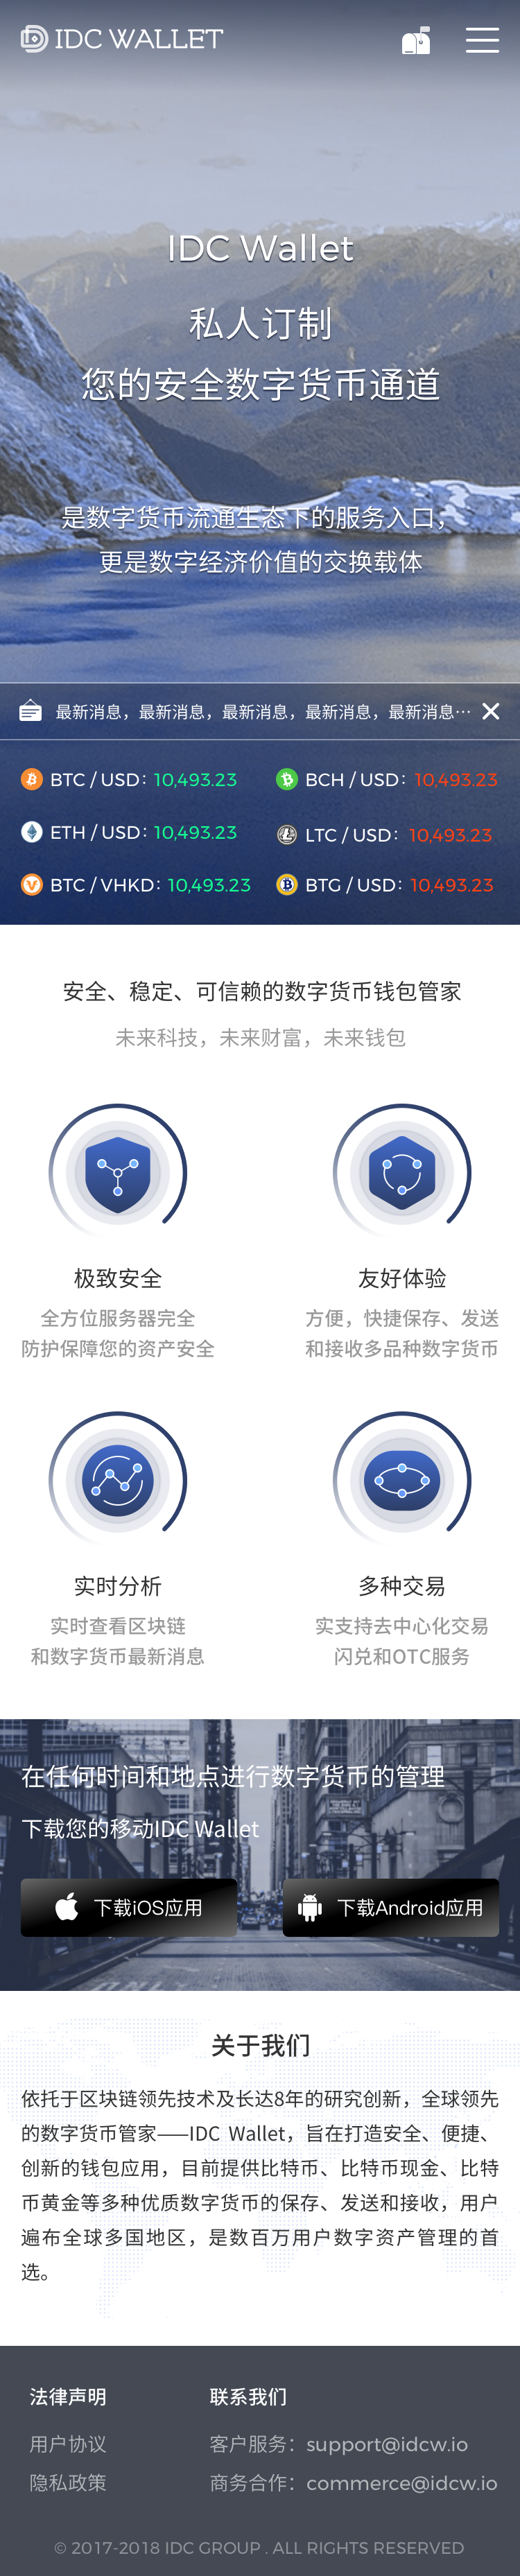 IDC WALLET
IDC Wallet
私人订制
您的安全数字货币通道
是数字货币流通生态下的服务入口，
更是数字经济价值的交换载体
最新消息，最新消息，最新消息，最新消息，最新消息…
BTC / USD: 10,493.23
BCH / USD: 10,493.23
ETH / USD: 10,493.23
LTC / USD: 10,493.23
BTC / VHKD: 10,493.23
BTG / USD: 10,493.23
安全、稳定、可信赖的数字货币钱包管家
未来科技，未来财富，未来钱包
极致安全
全方位服务器完全
防护保障您的资产安全
友好体验
方便，快捷保存、发送
和接收多品种数字货币
实时分析
实时查看区块链
和数字货币最新消息
多种交易
实支持去中心化交易
闪兑和OTC服务
在任何时间和地点进行数字货币的管理
下载您的移动IDC Wallet
下载iOS应用
下载Android应用
关于我们
依托于区块链领先技术及长达8年的研究创新，全球领先
的数字货币管家——IDC Wallet，旨在打造安全、便捷、
创新的钱包应用，目前提供比特币、比特币现金、比特
币黄金等多种优质数字货币的保存、发送和接收，用户
遍布全球多国地区，是数百万用户数字资产管理的首
选。
法律声明
用户协议
隐私政策
联系我们
客户服务：support@idcw.io
商务合作：commerce@idcw.io
© 2017-2018 IDC GROUP . ALL RIGHTS RESERVED